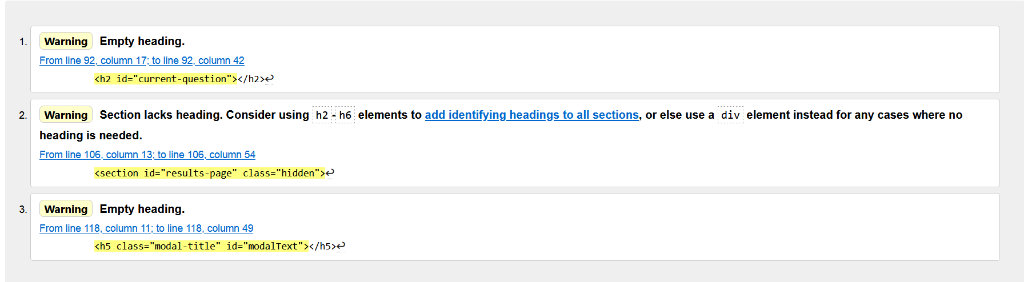 1. Warning Empty heading.
From line 92, column 17; to line 92, column 42
<h2 id="current-question"></h2>↩
2. Warning Section lacks heading. Consider using h2-h6 elements to add identifying headings to all sections, or else use a div element instead for any cases where no
heading is needed.
From line 106, column 13; to line 106, column 54
<section id="results-page" class="hidden">↩
3. Warning Empty heading.
From line 118, column 11; to line 118, column 49
<h5 class="modal-title" id="modalText"></h5>↩